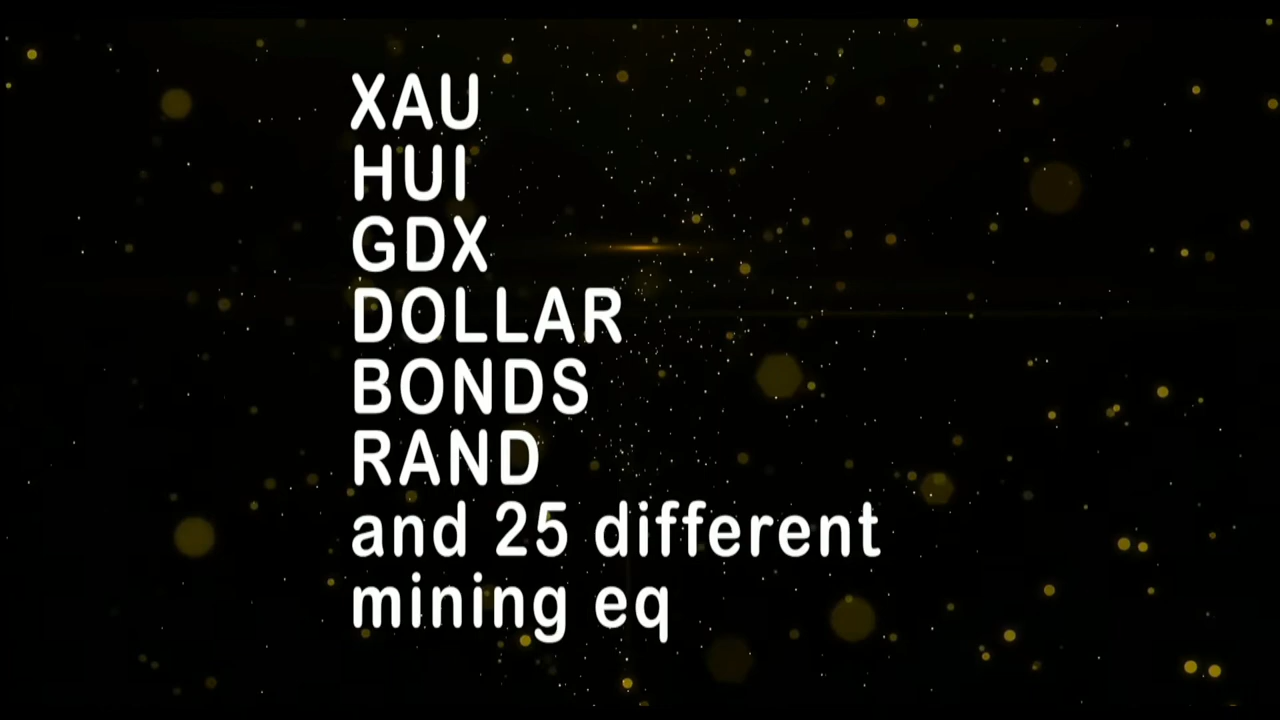 XAU
HUI
GDX
DOLLAR
BONDS
RAND
and 25 different
mining eq